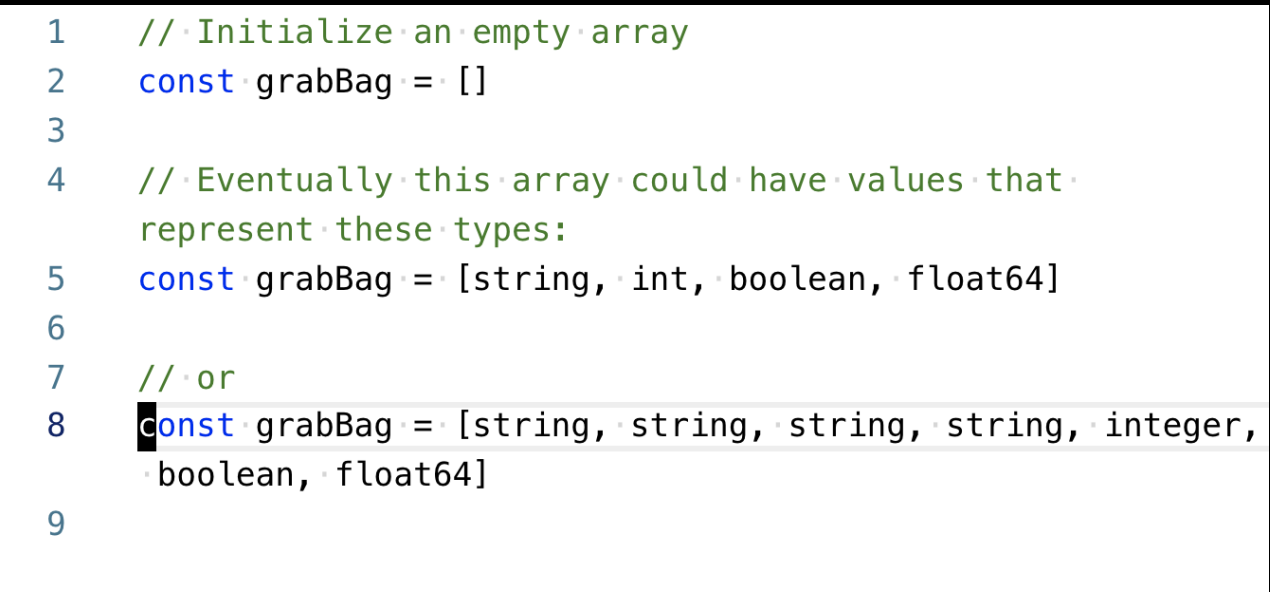 1 // Initialize an empty array
2 const grabBag = []
3
4 // Eventually this array could have values that
represent these types:
5 const grabBag = [string, int, boolean, float64]
6
7 // or
8 const grabBag = [string, string, string, string, integer,
boolean, float64]
9